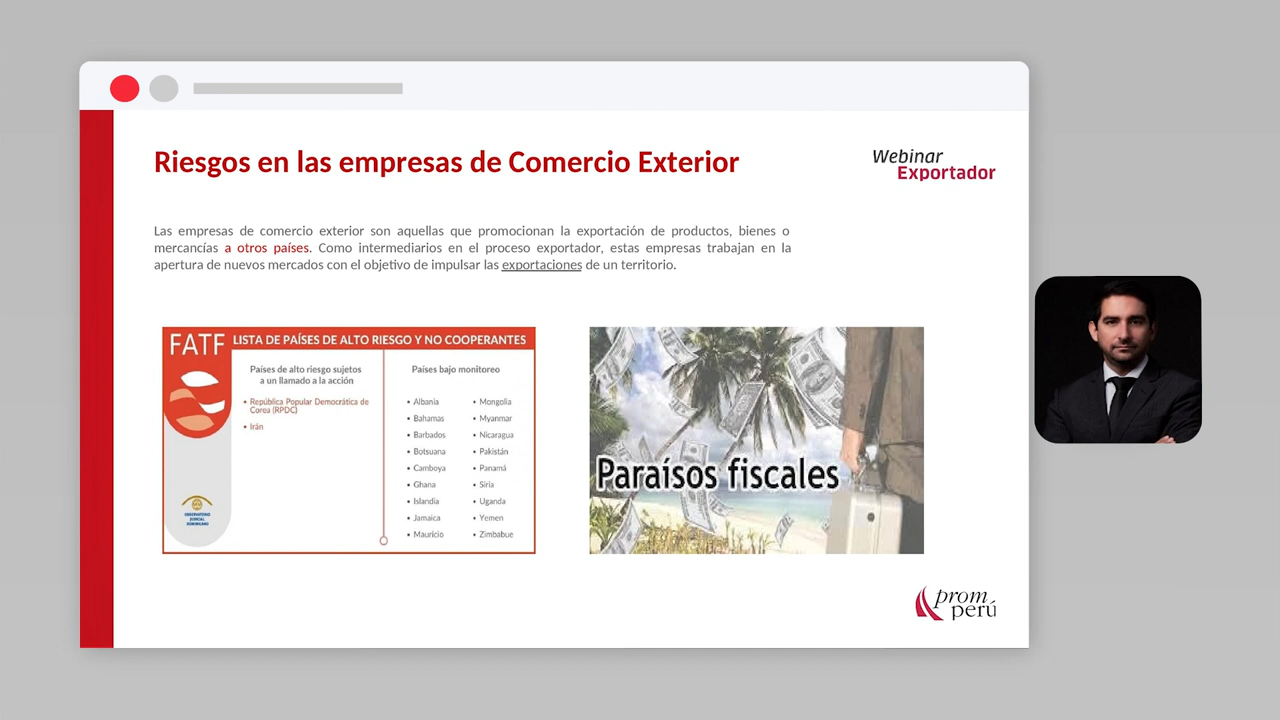 Riesgos en las empresas de Comercio Exterior
Webinar
Exportador
Las empresas de comercio exterior son aquellas que promocionan la exportación de productos, bienes o
mercancías a otros países. Como intermediarios en el proceso exportador, estas empresas trabajan en la
apertura de nuevos mercados con el objetivo de impulsar las exportaciones de un territorio.
FATF
LISTA DE PAÍSES DE ALTO RIESGO Y NO COOPERANTES
Países de alto riesgo sujetos
a un llamado a la acción
• República Popular Democrática de
Corea (RPDC)
• Irán
Países bajo monitoreo
• Albania
• Bahamas
• Barbados
• Botsuana
• Camboya
• Ghana
• Islandia
• Jamaica
• Mauricio
• Mongolia
• Myanmar
• Nicaragua
• Pakistán
• Panamá
• Siria
• Uganda
• Yemen
• Zimbabue
OBSERVATORIO
JUDICIAL
DOMINICANO
Paraísos fiscales
prom
perú